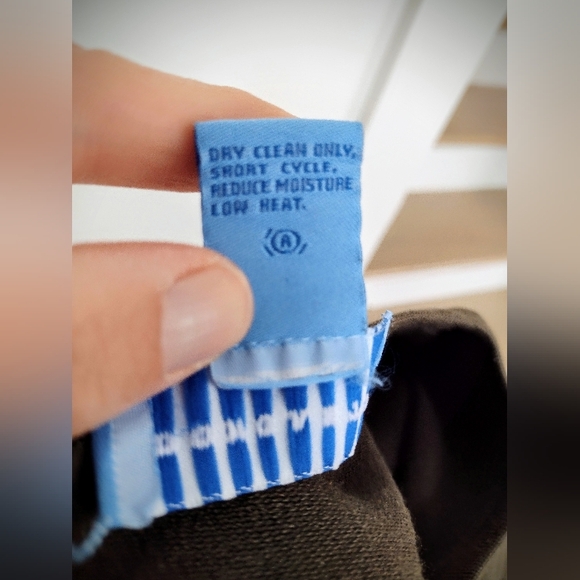 DRY CLEAN ONLY,
SHORT CYCLE.
REDUCE MOISTURE
LOW HEAT.
A